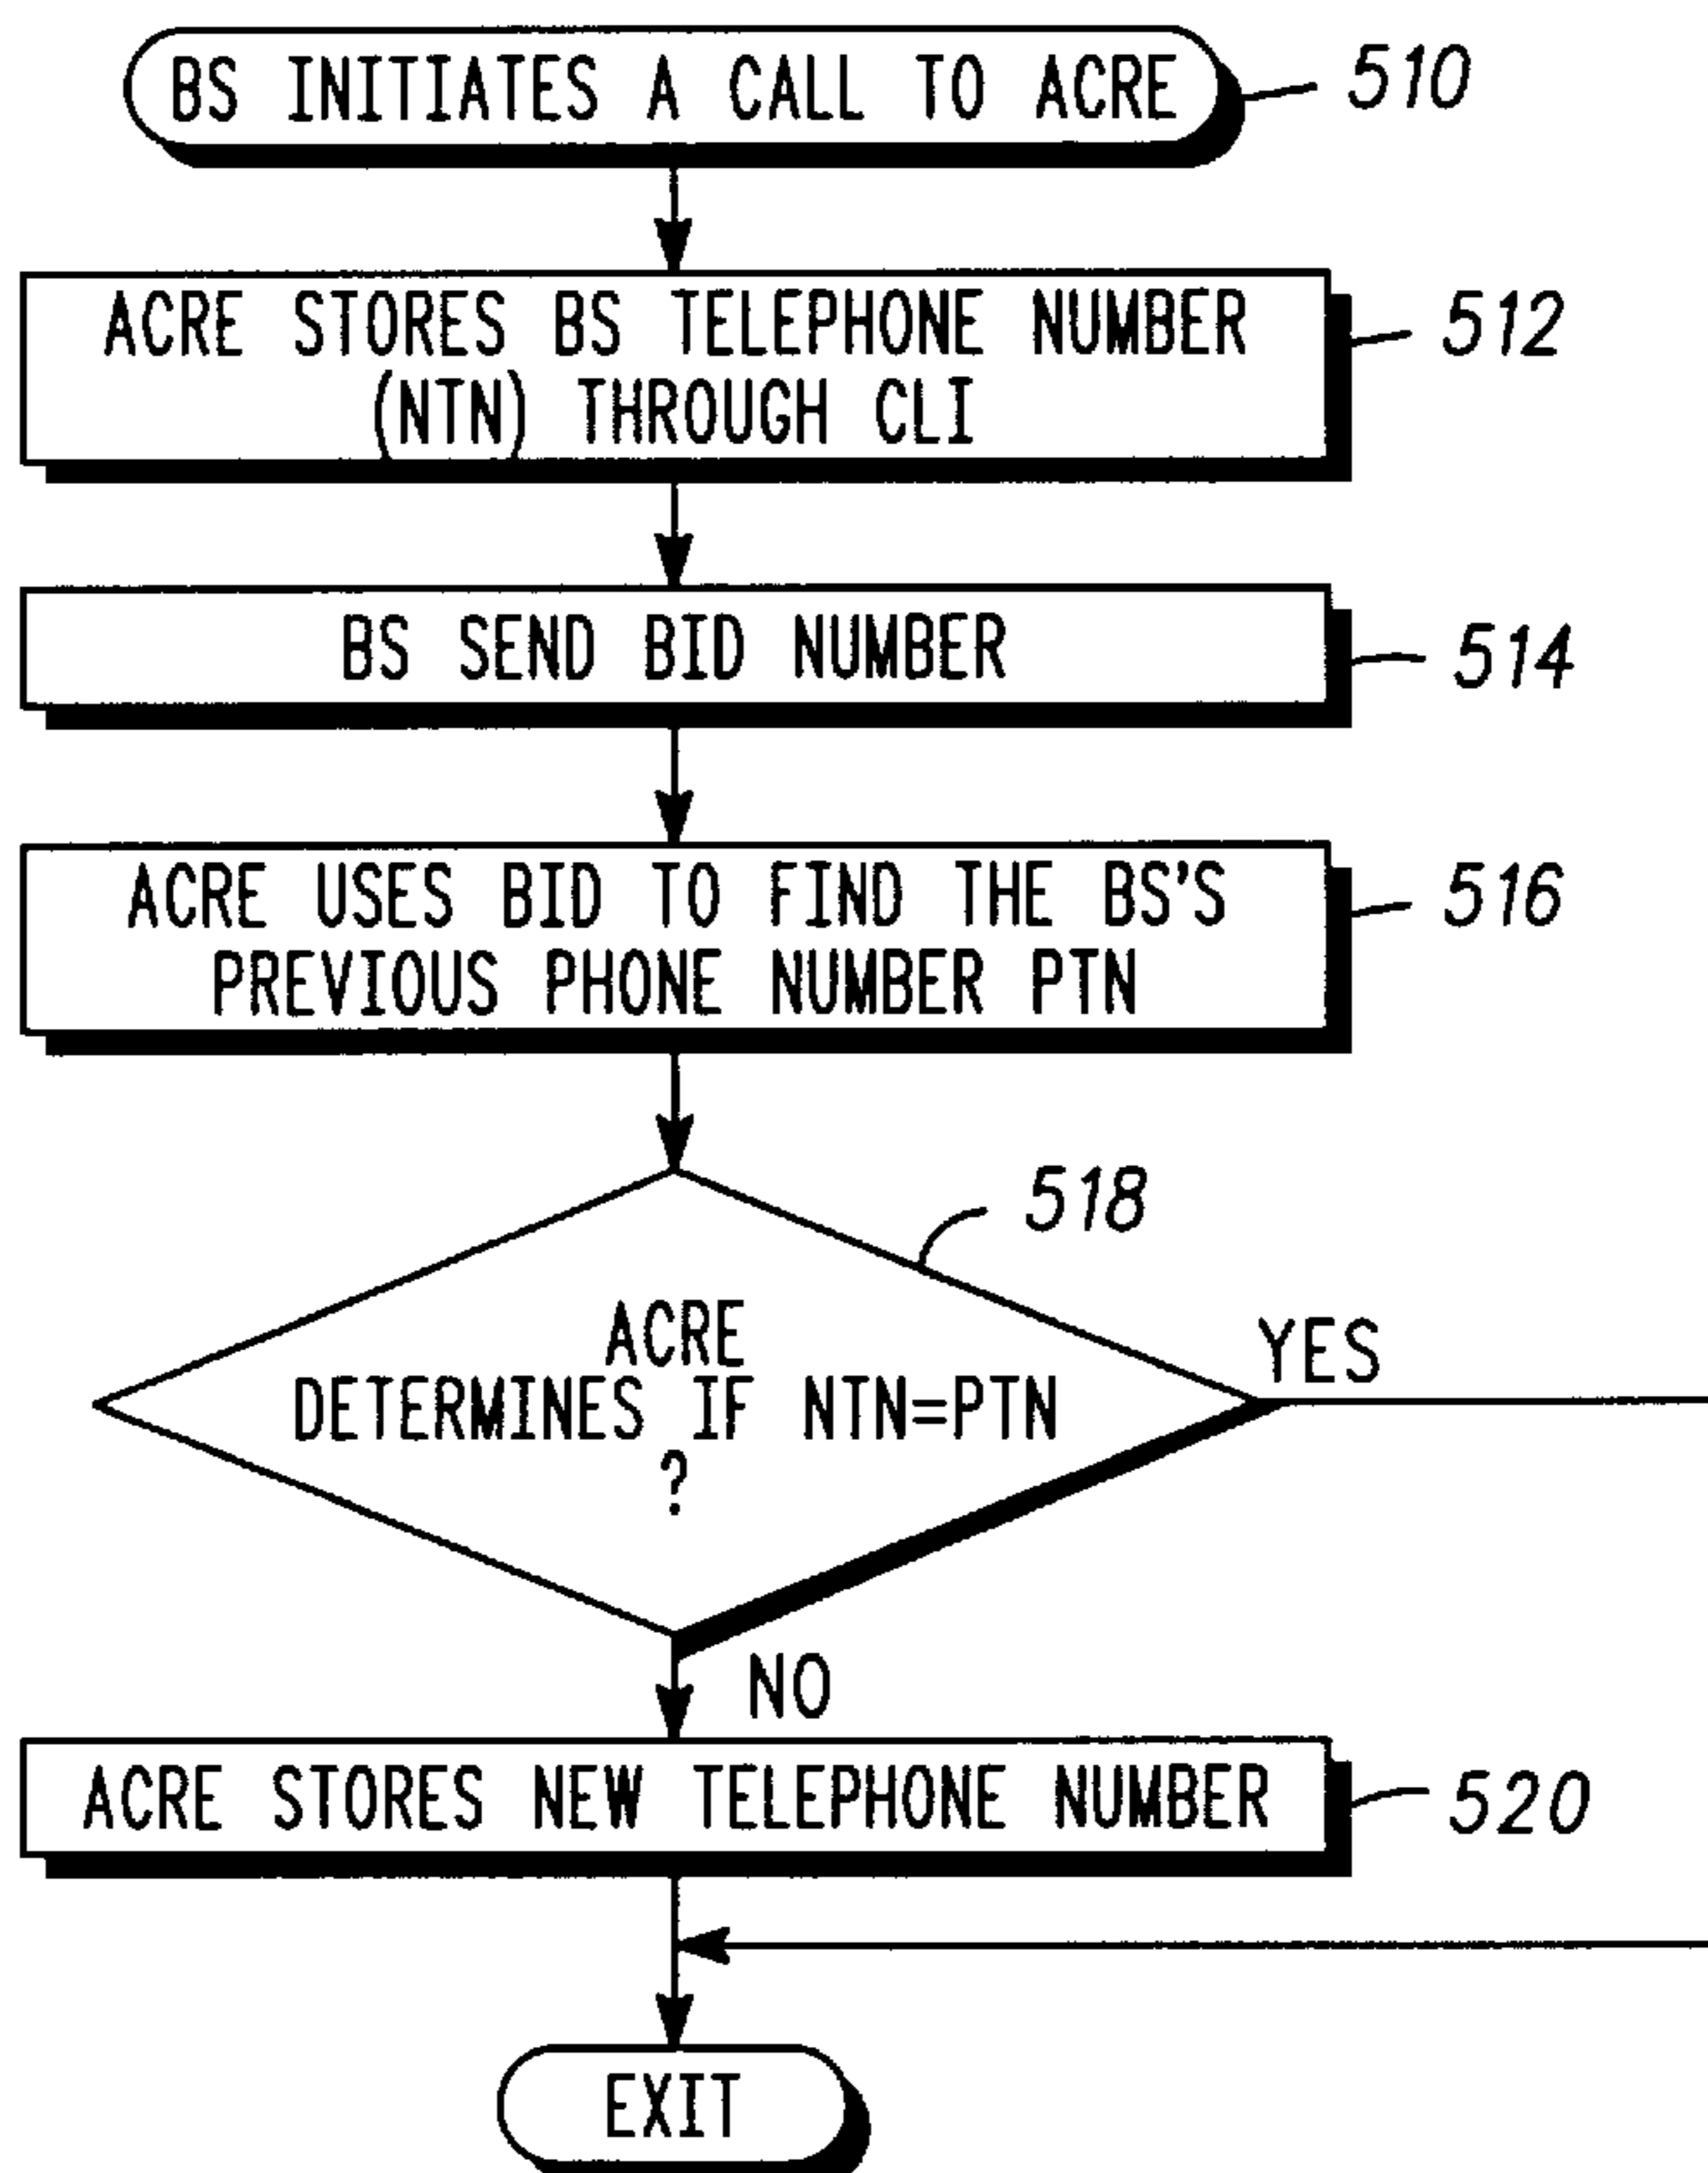 BS INITIATES A CALL TO ACRE
510
ACRE STORES BS TELEPHONE NUMBER
(NTN) THROUGH CLI
512
BS SEND BID NUMBER
514
ACRE USES BID TO FIND THE BS'S
PREVIOUS PHONE NUMBER PTN
516
518
ACRE
DETERMINES IF NTN=PTN
?
YES
NO
ACRE STORES NEW TELEPHONE NUMBER
520
EXIT